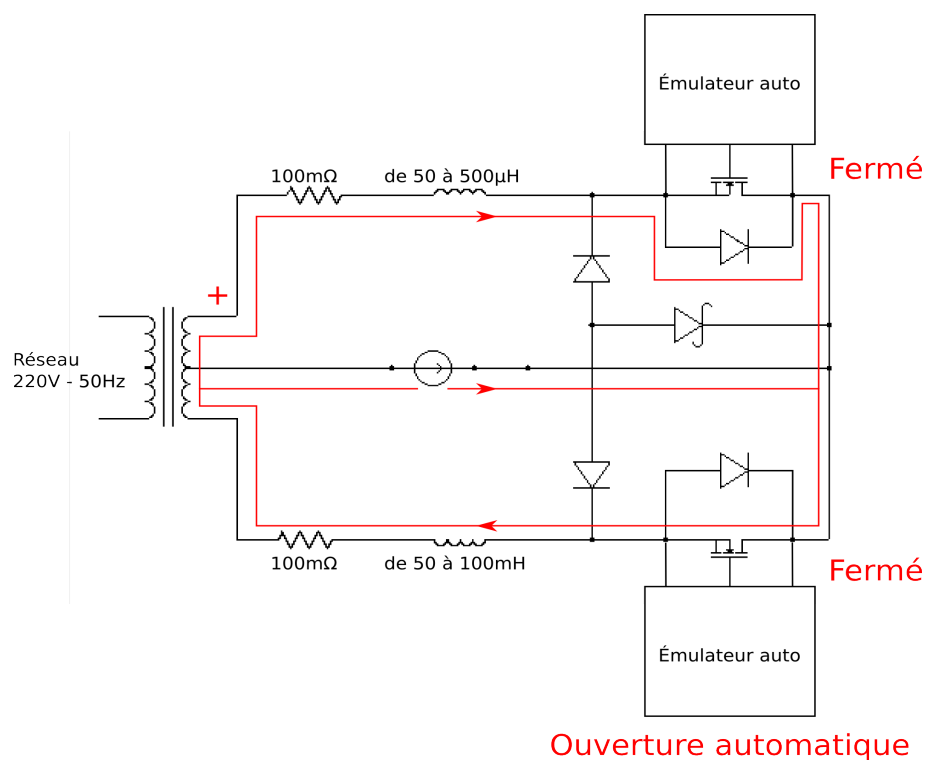 Émulateur auto
Fermé
100mΩ
de 50 à 500µH
+
Réseau
220V - 50Hz
100mΩ
de 50 à 100mH
Fermé
Émulateur auto
Ouverture automatique